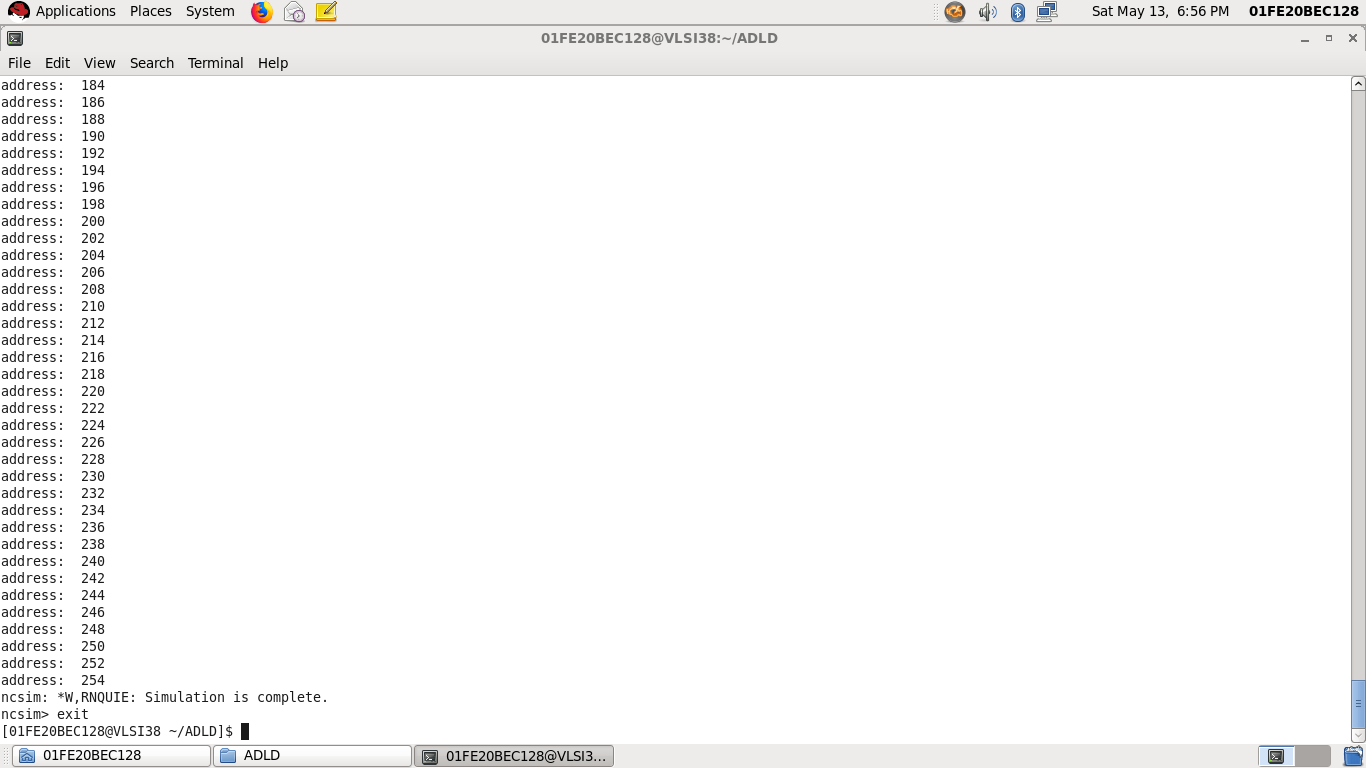 Applications Places System Sat May 13, 6:56 PM 01FE20BEC128
01FE20BEC128@VLSI38:~/ADLD
File Edit View Search Terminal Help
address:  184
address:  186
address:  188
address:  190
address:  192
address:  194
address:  196
address:  198
address:  200
address:  202
address:  204
address:  206
address:  208
address:  210
address:  212
address:  214
address:  216
address:  218
address:  220
address:  222
address:  224
address:  226
address:  228
address:  230
address:  232
address:  234
address:  236
address:  238
address:  240
address:  242
address:  244
address:  246
address:  248
address:  250
address:  252
address:  254
ncsim: *W,RNQUIE: Simulation is complete.
ncsim> exit
[01FE20BEC128@VLSI38 ~/ADLD]$
01FE20BEC128 ADLD 01FE20BEC128@VLSI3...